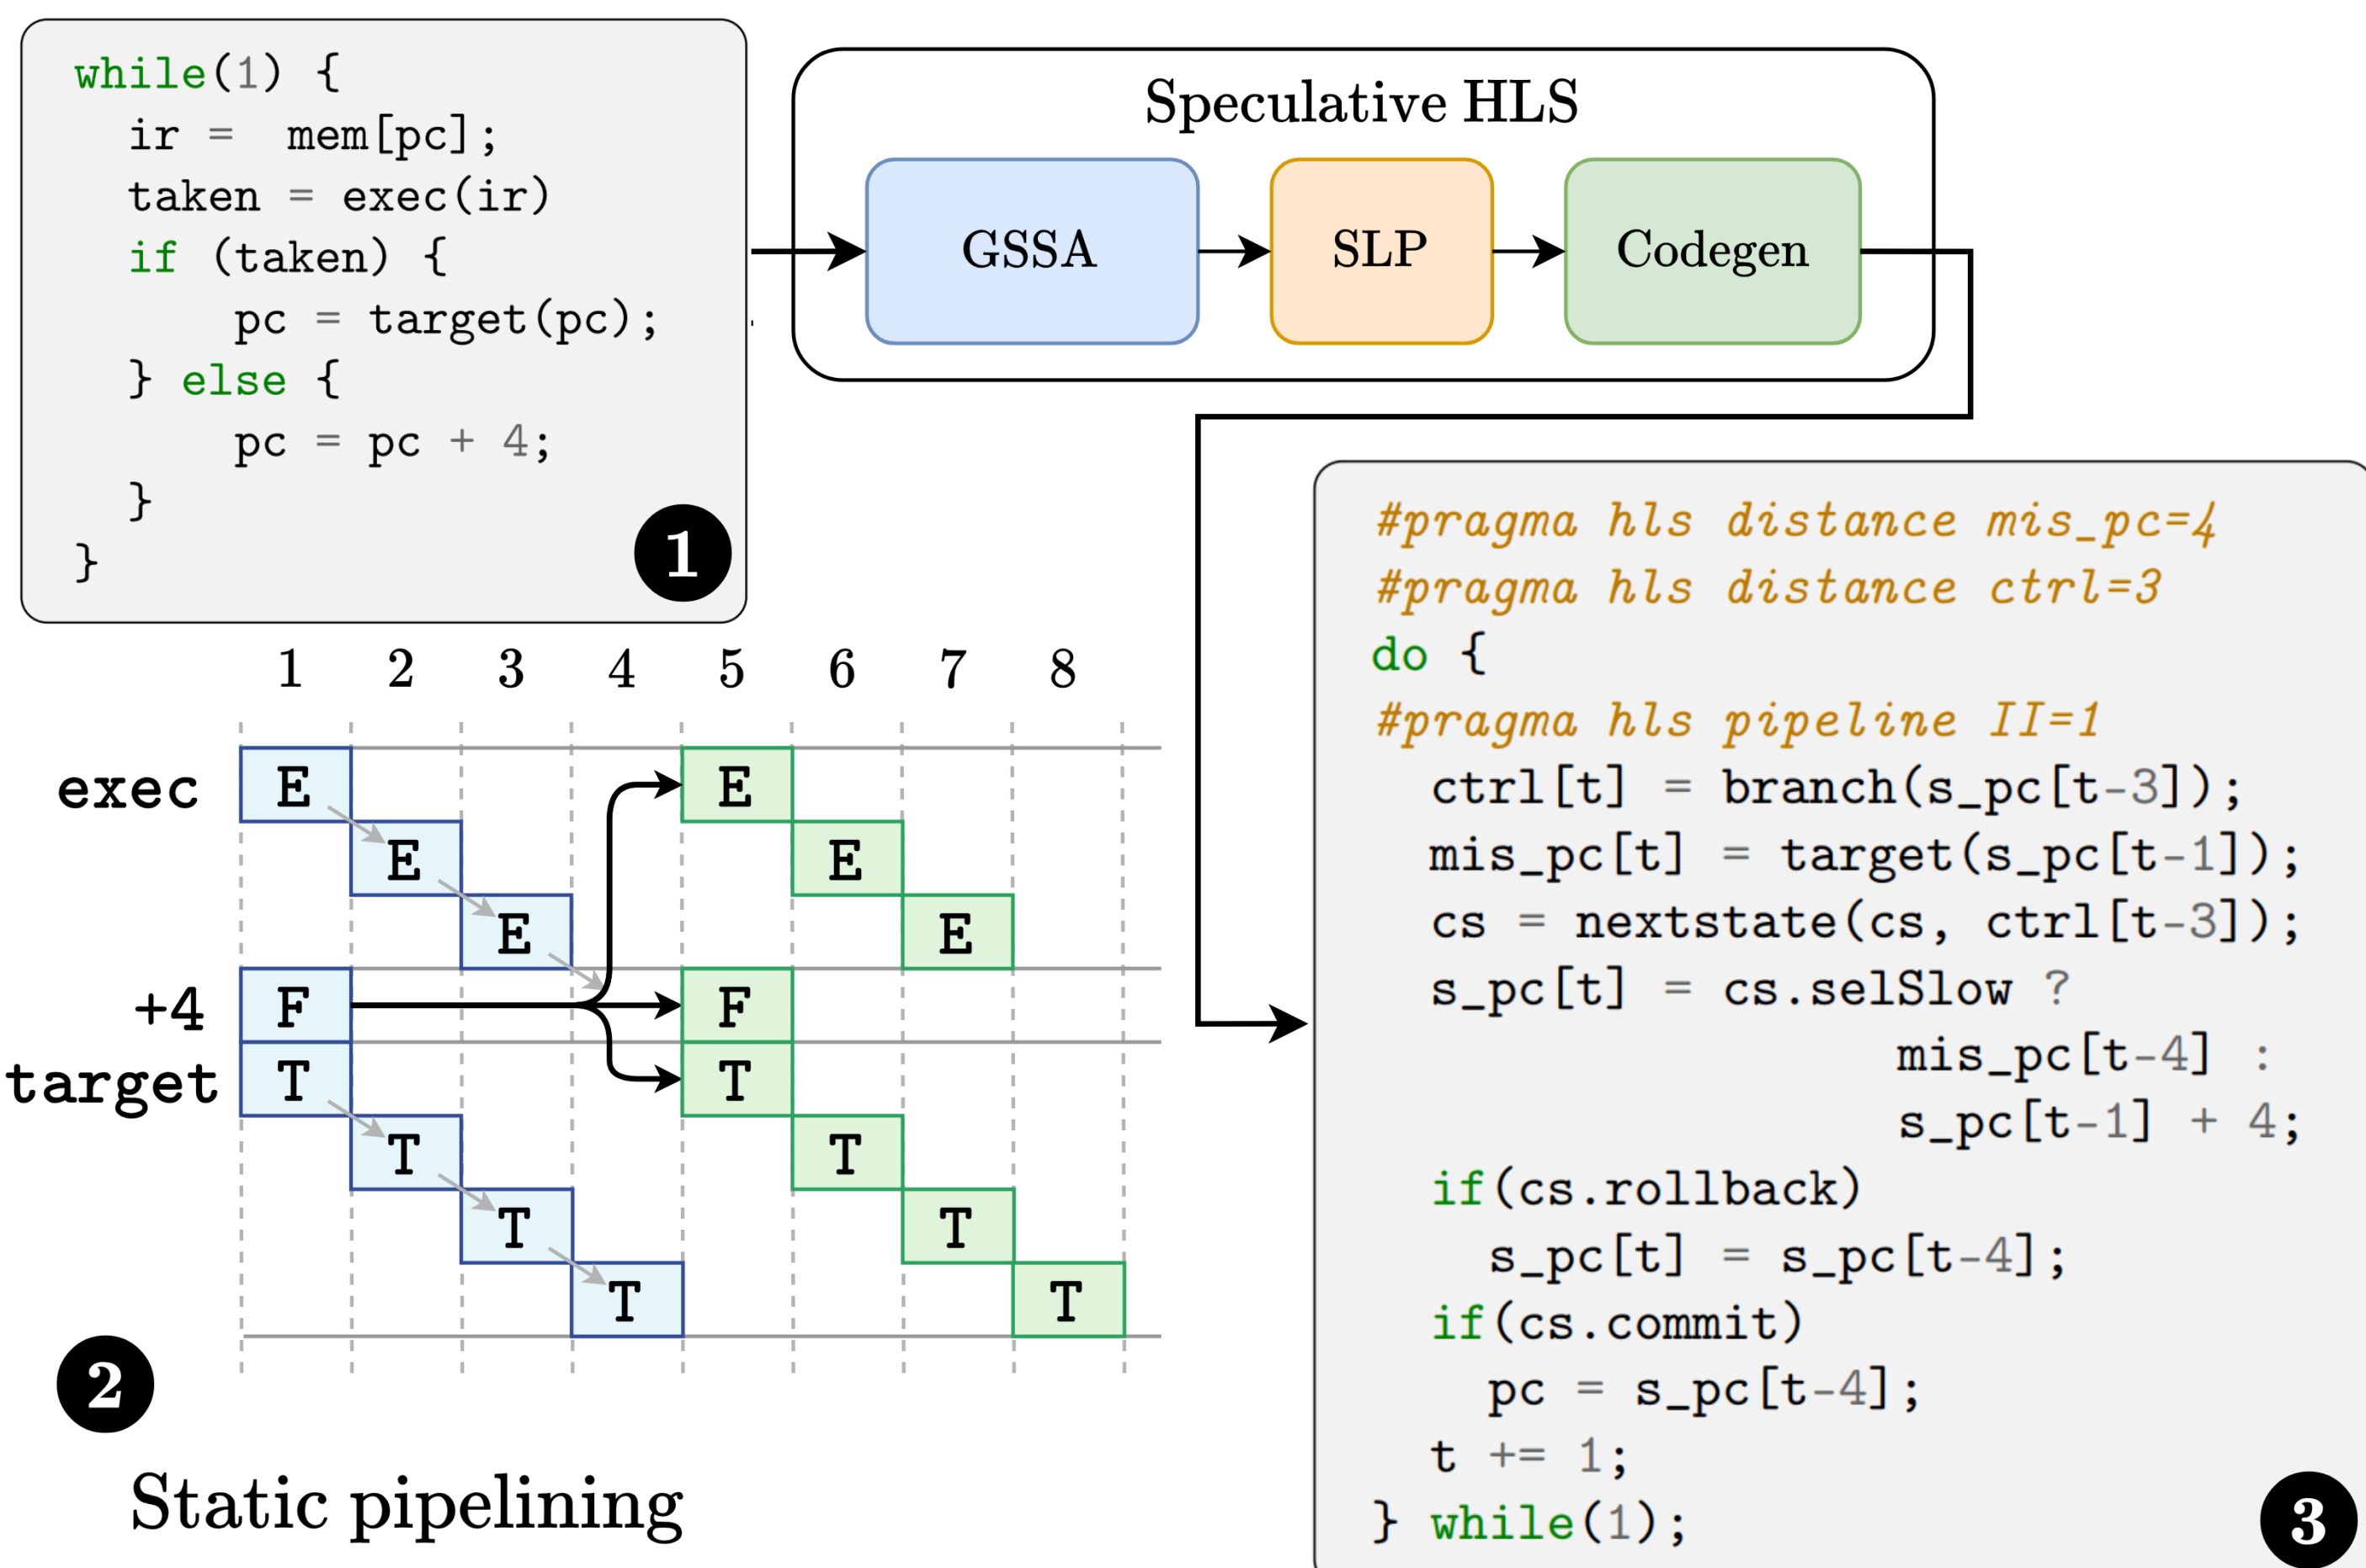 while(1) {
ir =  mem[pc];
taken = exec(ir)
if (taken) {
pc = target(pc);
} else {
pc = pc + 4;
}
}
1
Speculative HLS
GSSA
SLP
Codegen
1 2 3 4 5 6 7 8
exec
E E
E E
E E
+4
F F
target
T T
T T
T T
T T
2
Static pipelining
#pragma hls distance mis_pc=4
#pragma hls distance ctrl=3
do {
#pragma hls pipeline II=1
ctrl[t] = branch(s_pc[t-3]);
mis_pc[t] = target(s_pc[t-1]);
cs = nextstate(cs, ctrl[t-3]);
s_pc[t] = cs.selSlow ?
mis_pc[t-4] :
s_pc[t-1] + 4;
if(cs.rollback)
s_pc[t] = s_pc[t-4];
if(cs.commit)
pc = s_pc[t-4];
t += 1;
} while(1);
3